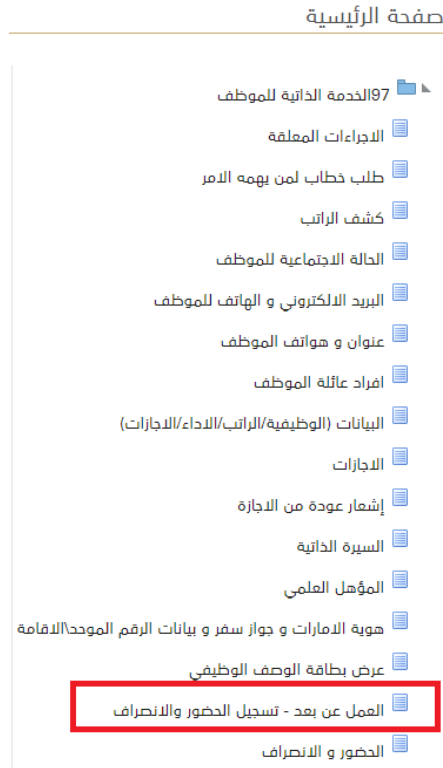 صفحة الرئيسية
97الخدمة الذاتية للموظف
الاجراءات المعلقة
طلب خطاب لمن يهمه الامر
كشف الراتب
الحالة الاجتماعية للموظف
البريد الالكتروني و الهاتف للموظف
عنوان و هواتف الموظف
افراد عائلة الموظف
البيانات (الوظيفية/الراتب/الاداء/الاجازات)
الاجازات
إشعار عودة من الاجازة
السيرة الذاتية
المؤهل العلمي
هوية الامارات و جواز سفر و بيانات الرقم الموحد\الاقامة
عرض بطاقة الوصف الوظيفي
العمل عن بعد - تسجيل الحضور والانصراف
الحضور و الانصراف